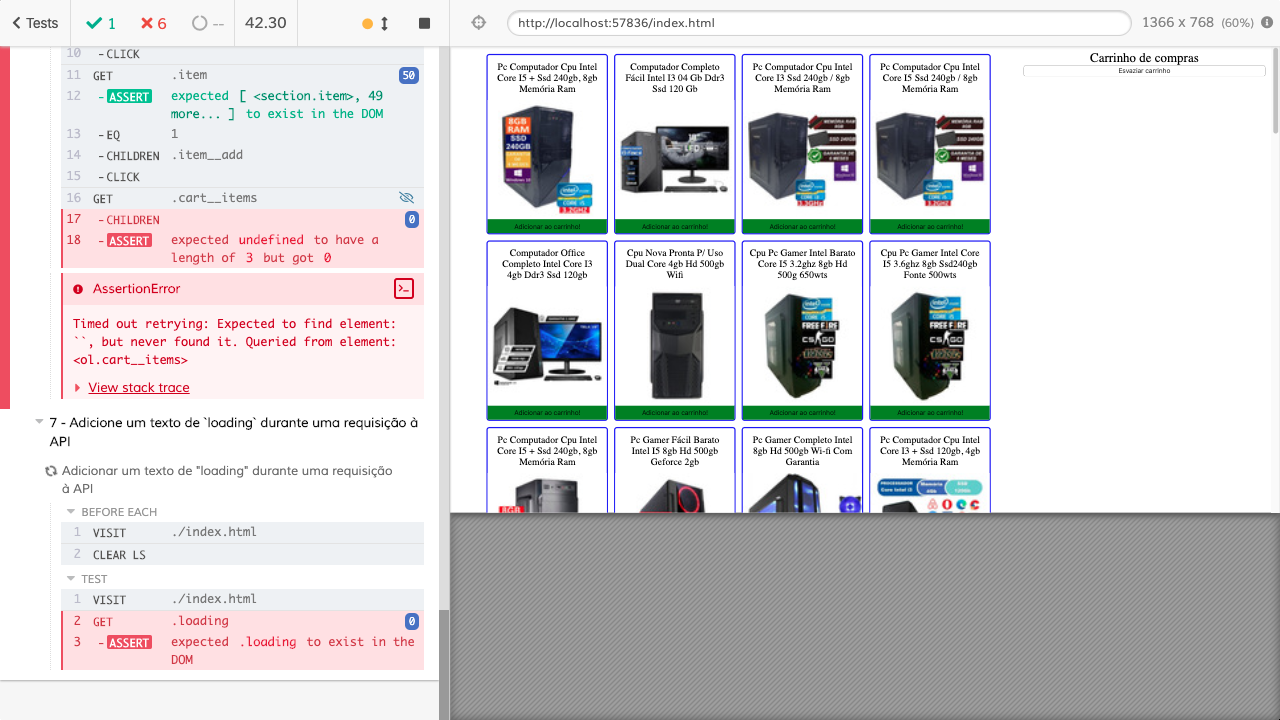 Tests
1
6
--
42.30
http://localhost:57836/index.html
1366 x 768 (60%)
10 -CLICK
11 GET .item 50
12 -ASSERT expected [ <section.item>, 49
more... ] to exist in the DOM
13 -EQ 1
14 -CHILDREN .item__add
15 -CLICK
16 GET .cart__items
17 -CHILDREN 0
18 -ASSERT expected undefined to have a
length of 3 but got 0
AssertionError
Timed out retrying: Expected to find element:
``, but never found it. Queried from element:
<ol.cart__items>
View stack trace
7 - Adicione um texto de `loading` durante uma requisição à
API
Adicionar um texto de "loading" durante uma requisição
à API
BEFORE EACH
1 VISIT ./index.html
2 CLEAR LS
TEST
1 VISIT ./index.html
2 GET .loading 0
3 -ASSERT expected .loading to exist in the
DOM
Pc Computador Cpu Intel
Core I5 + Ssd 240gb, 8gb
Memória Ram
8GB
RAM
SSD
240GB
Adicionar ao carrinho!
Computador Completo
Fácil Intel I3 04 Gb Ddr3
Ssd 120 Gb
Adicionar ao carrinho!
Pc Computador Cpu Intel
Core I3 Ssd 240gb / 8gb
Memória Ram
Adicionar ao carrinho!
Pc Computador Cpu Intel
Core I5 Ssd 240gb / 8gb
Memória Ram
Adicionar ao carrinho!
Carrinho de compras
Esvaziar carrinho
Computador Office
Completo Intel Core I3
4gb Ddr3 Ssd 120gb
Adicionar ao carrinho!
Cpu Nova Pronta P/ Uso
Dual Core 4gb Hd 500gb
Wifi
Adicionar ao carrinho!
Cpu Pc Gamer Intel Barato
Core I5 3.2ghz 8gb Hd
500g 650wts
FREE FIRE
CS:GO
Adicionar ao carrinho!
Cpu Pc Gamer Intel Core
I5 3.6ghz 8gb Ssd240gb
Fonte 500wts
FREE FIRE
CS:GO
Adicionar ao carrinho!
Pc Computador Cpu Intel
Core I5 + Ssd 240gb, 8gb
Memória Ram
Pc Gamer Fácil Barato
Intel I5 8gb Hd 500gb
Geforce 2gb
Pc Gamer Completo Intel
8gb Hd 500gb Wi-fi Com
Garantia
Pc Computador Cpu Intel
Core I3 + Ssd 120gb, 4gb
Memória Ram